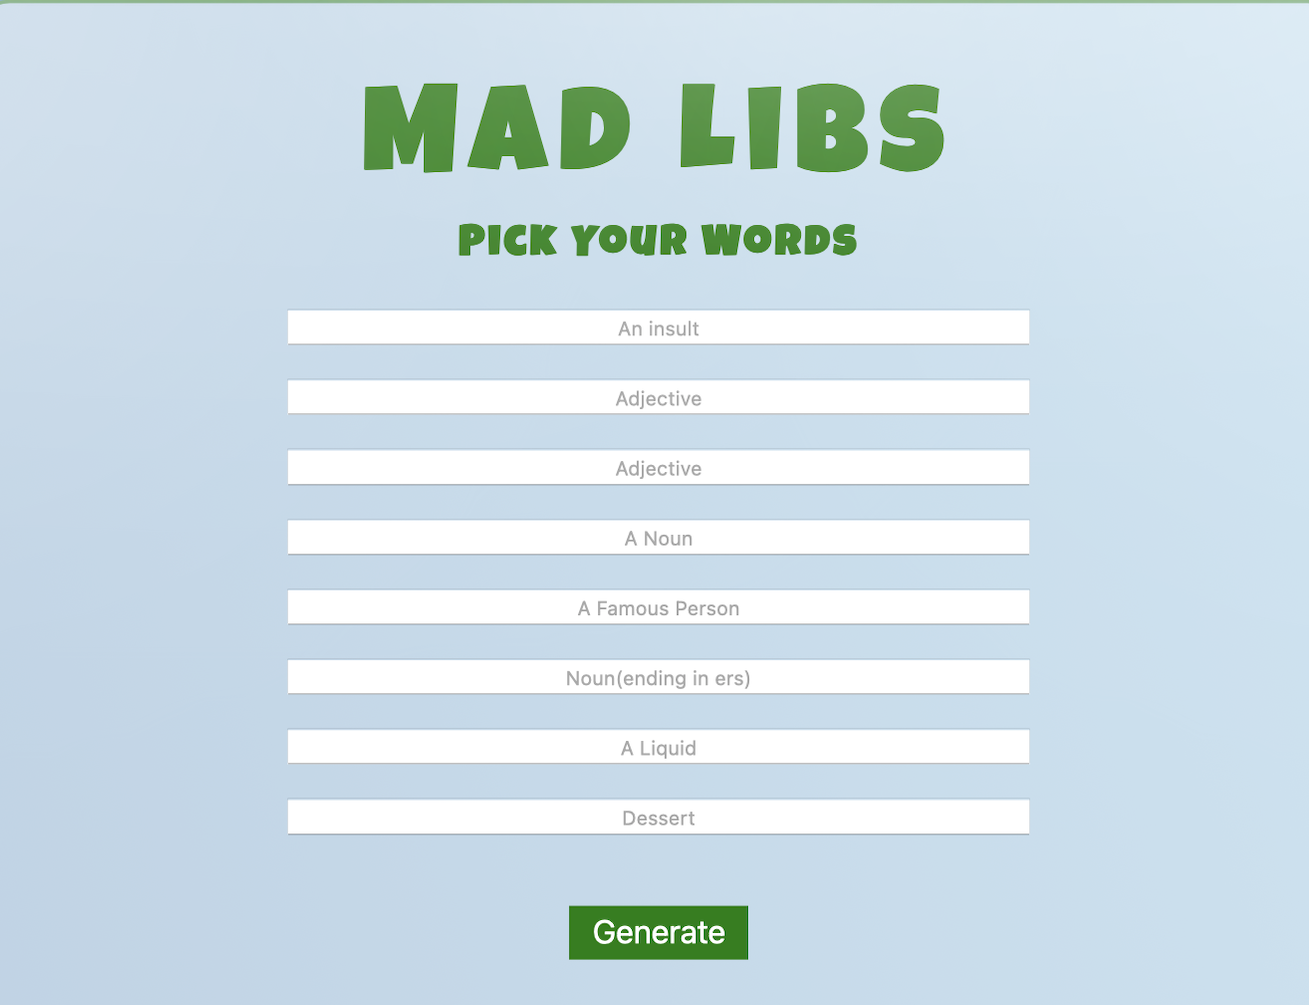 MAD LIBS
PICK YOUR WORDS
An insult
Adjective
Adjective
A Noun
A Famous Person
Noun(ending in ers)
A Liquid
Dessert
Generate